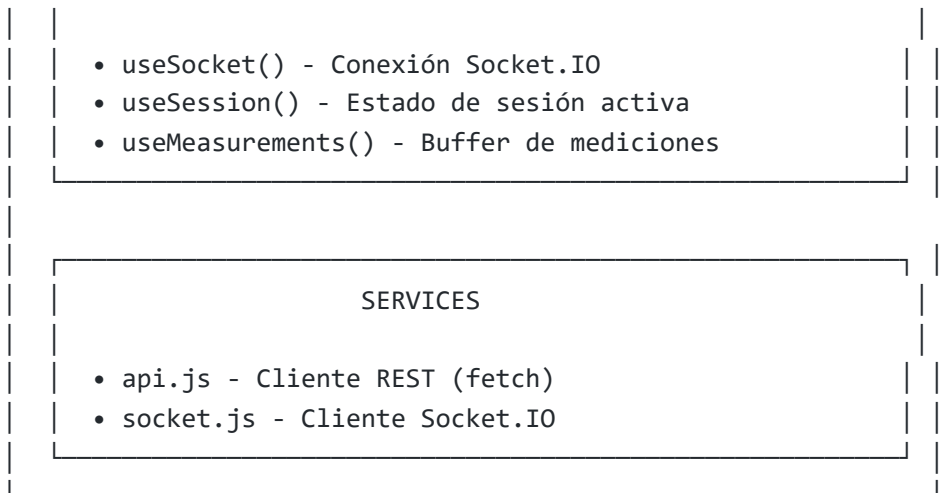 • useSocket() - Conexión Socket.IO
• useSession() - Estado de sesión activa
• useMeasurements() - Buffer de mediciones
SERVICES
• api.js - Cliente REST (fetch)
• socket.js - Cliente Socket.IO